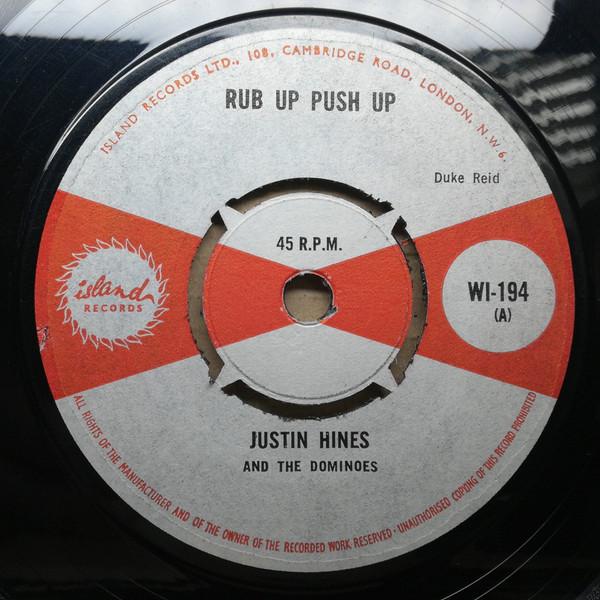 ISLAND RECORDS LTD., 108, CAMBRIDGE ROAD, LONDON, N.W.6.
RUB UP PUSH UP
Duke Reid
45 R.P.M.
island
RECORDS
WI-194
(A)
JUSTIN HINES
AND THE DOMINOES
ALL RIGHTS OF THE MANUFACTURER AND OF THE OWNER OF THE RECORDED WORK RESERVED · UNAUTHORISED COPYING OF THIS RECORD PROHIBITED